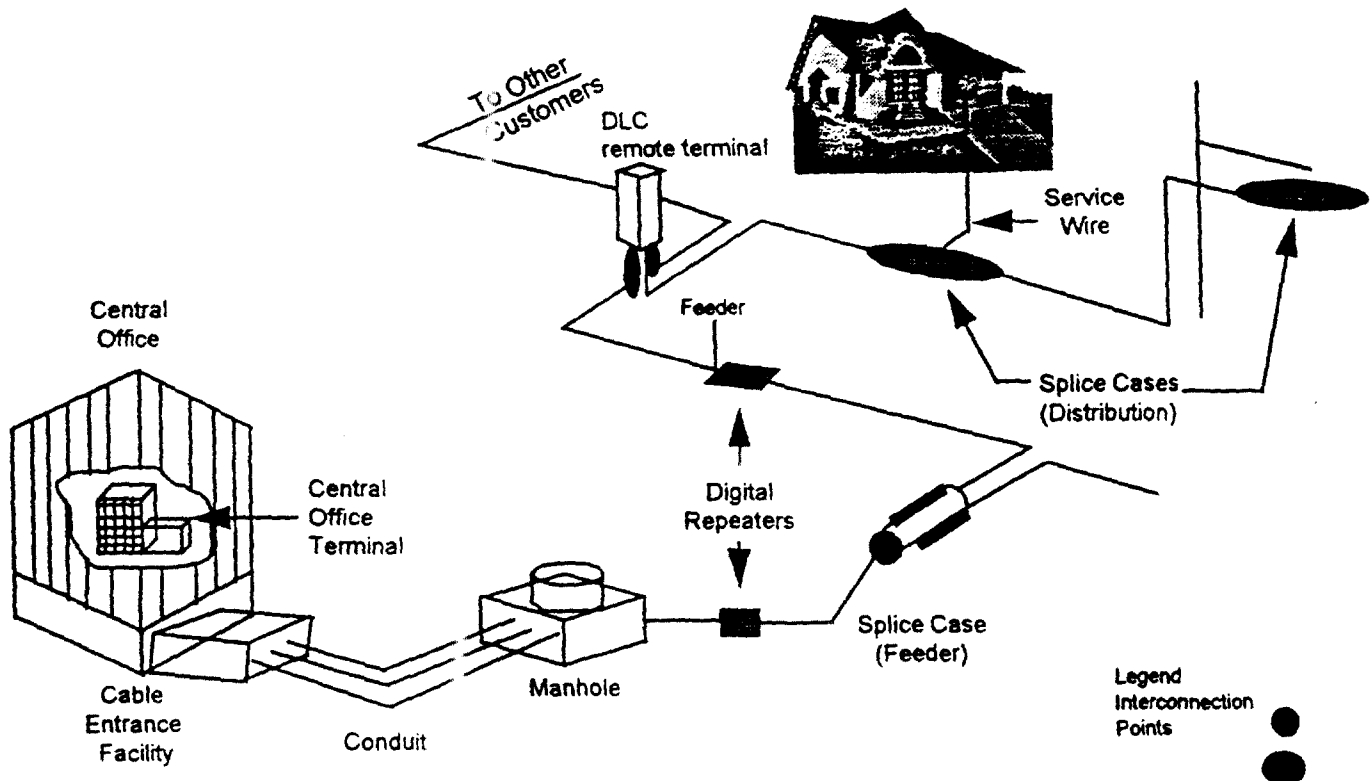 To Other
Customers
DLC
remote terminal
Service
Wire
Central
Office
Feeder
Splice Cases
(Distribution)
Central
Office
Terminal
Digital
Repeaters
Splice Case
(Feeder)
Manhole
Cable
Entrance
Facility
Conduit
Legend
Interconnection
Points